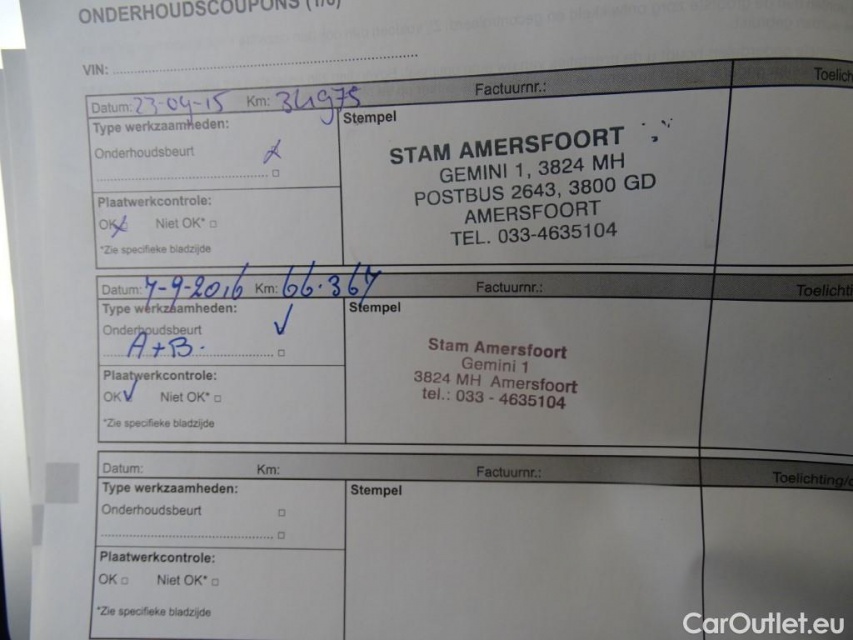 ONDERHOUDSCOUPONS (1/6)
VIN:
Datum: 23-04-15 Km: 34975 Factuurnr.: Toelich
Type werkzaamheden:
Onderhoudsbeurt
Plaatwerkcontrole:
OK Niet OK*
*Zie specifieke bladzijde
Stempel
STAM AMERSFOORT
GEMINI 1, 3824 MH
POSTBUS 2643, 3800 GD
AMERSFOORT
TEL. 033-4635104
Datum: 7-9-2016 Km: 66.367 Factuurnr.: Toelichti
Type werkzaamheden:
Onderhoudsbeurt
A+B.
Plaatwerkcontrole:
OK Niet OK*
*Zie specifieke bladzijde
Stempel
Stam Amersfoort
Gemini 1
3824 MH Amersfoort
tel.: 033 - 4635104
Datum: Km: Factuurnr.: Toelichting/
Type werkzaamheden:
Onderhoudsbeurt
Plaatwerkcontrole:
OK Niet OK*
*Zie specifieke bladzijde
Stempel
CarOutlet.eu